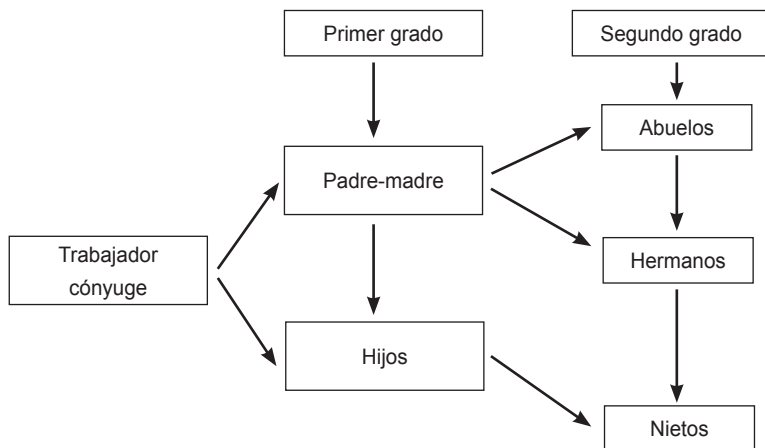 Primer grado
Segundo grado
Abuelos
Padre-madre
Trabajador
cónyuge
Hermanos
Hijos
Nietos